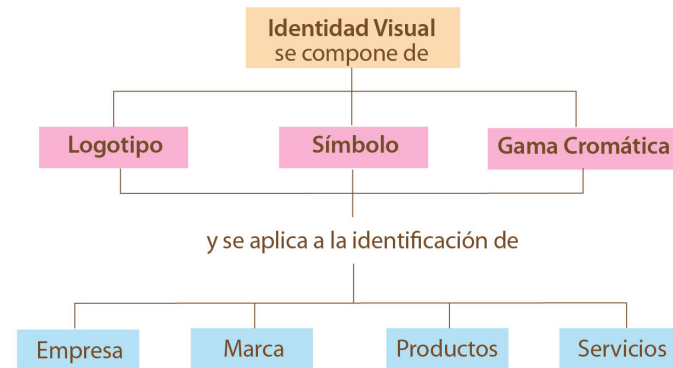 Identidad Visual
se compone de
Logotipo
Símbolo
Gama Cromática
y se aplica a la identificación de
Empresa
Marca
Productos
Servicios